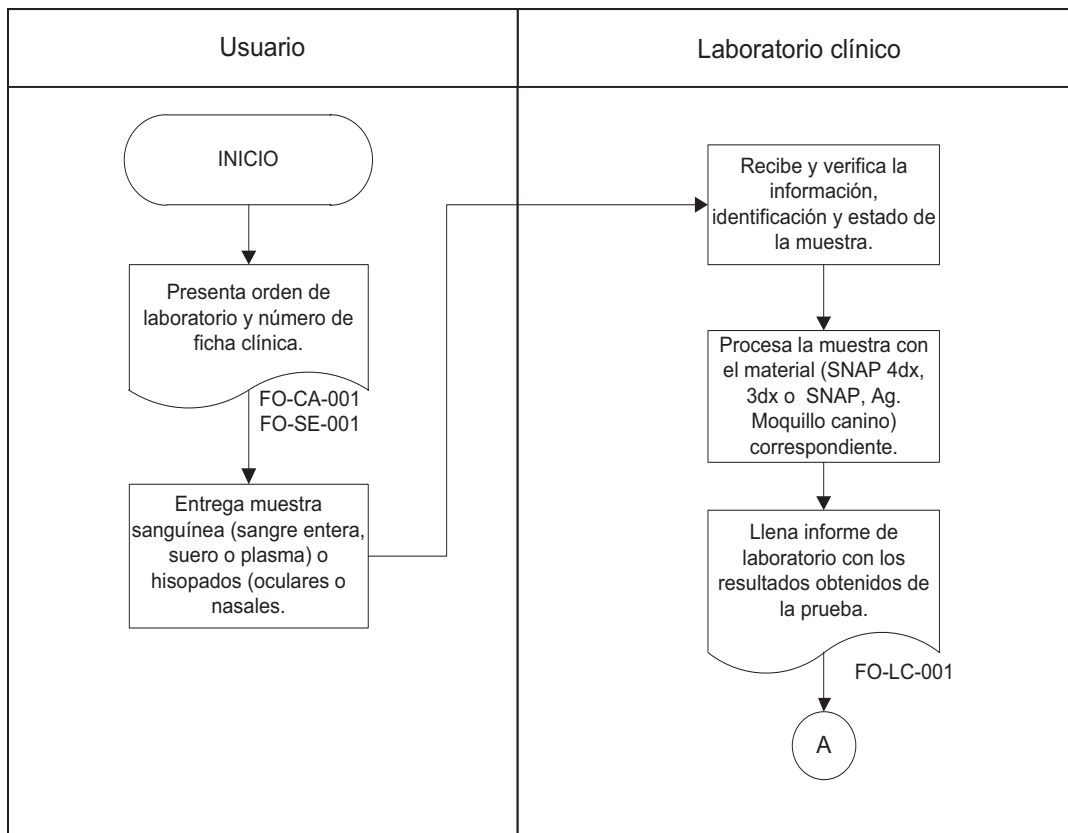 Usuario
Laboratorio clínico
INICIO
Presenta orden de
laboratorio y número de
ficha clínica.
FO-CA-001
FO-SE-001
Entrega muestra
sanguínea (sangre entera,
suero o plasma) o
hisopados (oculares o
nasales.
Recibe y verifica la
información,
identificación y estado de
la muestra.
Procesa la muestra con
el material (SNAP 4dx,
3dx o SNAP, Ag.
Moquillo canino)
correspondiente.
Llena informe de
laboratorio con los
resultados obtenidos de
la prueba.
FO-LC-001
A